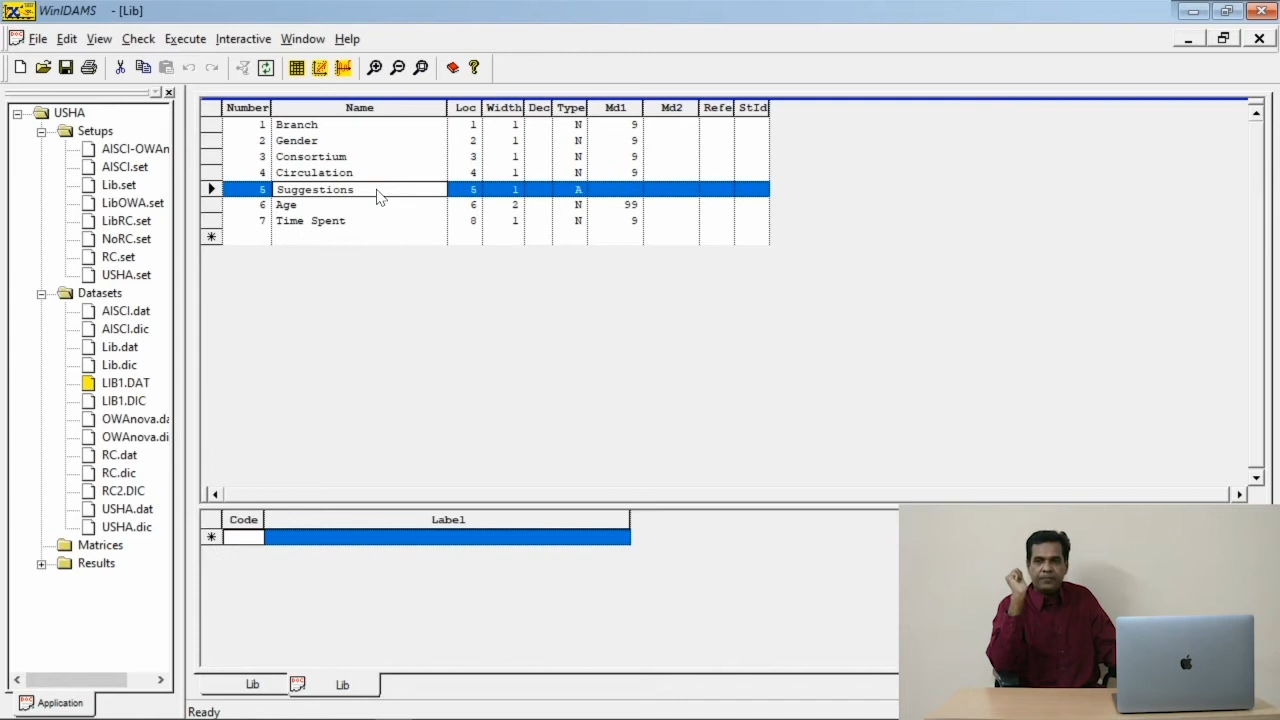 WinIDAMS - [Lib]
File Edit View Check Execute Interactive Window Help
USHA
Setups
AISCI-OWAn
AISCI.set
Lib.set
LibOWA.set
LibRC.set
NoRC.set
RC.set
USHA.set
Datasets
AISCI.dat
AISCI.dic
Lib.dat
Lib.dic
LIB1.DAT
LIB1.DIC
OWAnova.da
OWAnova.di
RC.dat
RC.dic
RC2.DIC
USHA.dat
USHA.dic
Matrices
Results
Application
Number Name Loc Width Dec Type Md1 Md2 Refe StId
1 Branch 1 1 N 9
2 Gender 2 1 N 9
3 Consortium 3 1 N 9
4 Circulation 4 1 N 9
5 Suggestions 5 1 A
6 Age 6 2 N 99
7 Time Spent 8 1 N 9
Code Label
Lib Lib
Ready